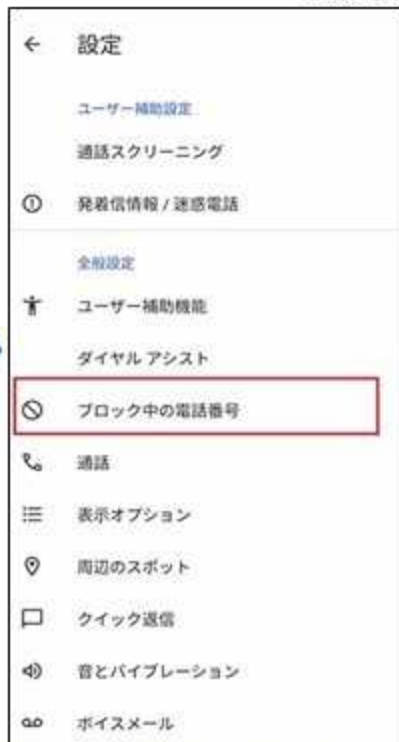 設定
ユーザー補助設定
通話スクリーニング
発着信情報 / 迷惑電話
全般設定
ユーザー補助機能
ダイヤル アシスト
ブロック中の電話番号
通話
表示オプション
周辺のスポット
クイック返信
音とバイブレーション
ボイスメール